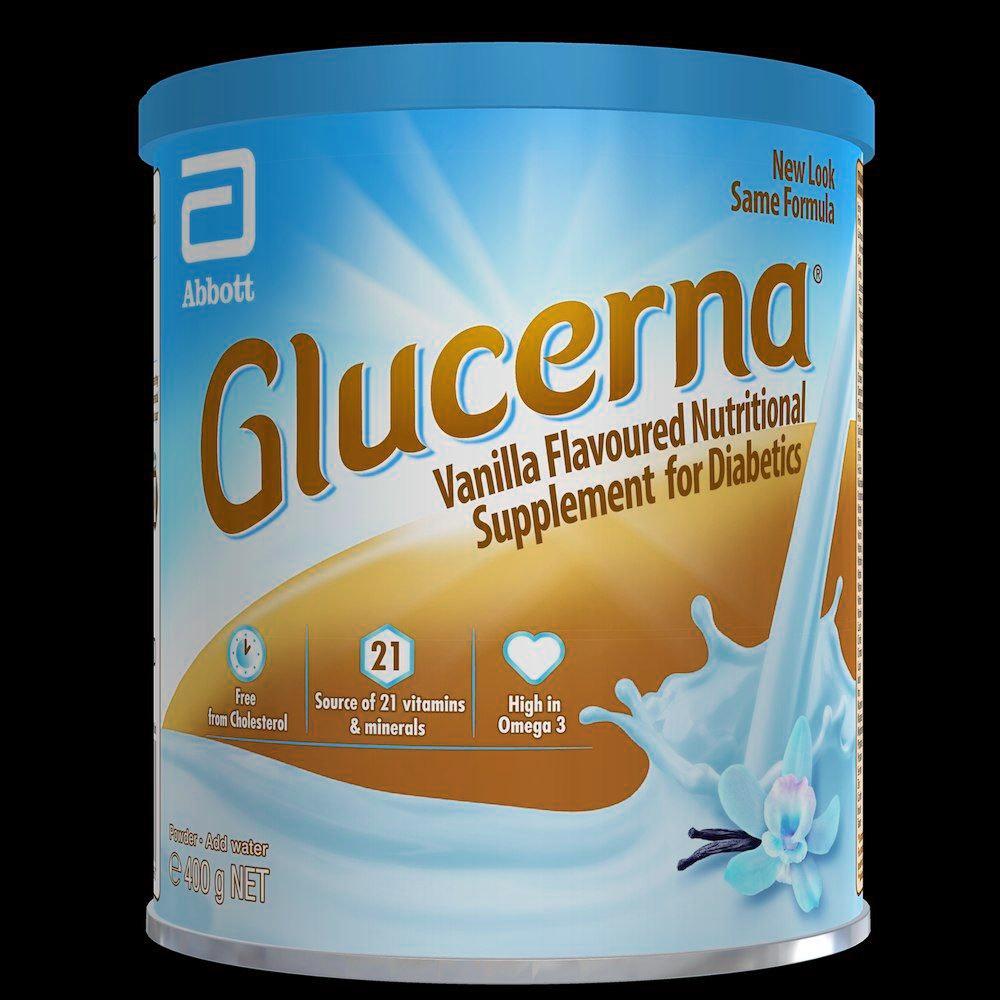 Abbott
New Look
Same Formula
Glucerna®
Vanilla Flavoured Nutritional
Supplement for Diabetics
Free
from Cholesterol
21
Source of 21 vitamins
& minerals
High in
Omega 3
Powder - Add water
℮ 400 g NET